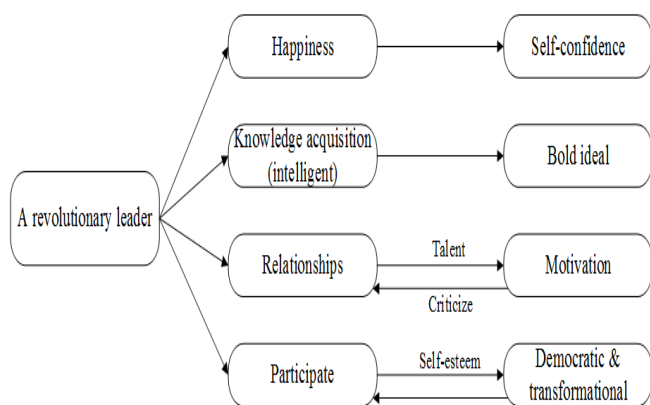 Happiness
Self-confidence
Knowledge acquisition
(intelligent)
Bold ideal
A revolutionary leader
Relationships
Talent
Motivation
Criticize
Participate
Self-esteem
Democratic &
transformational